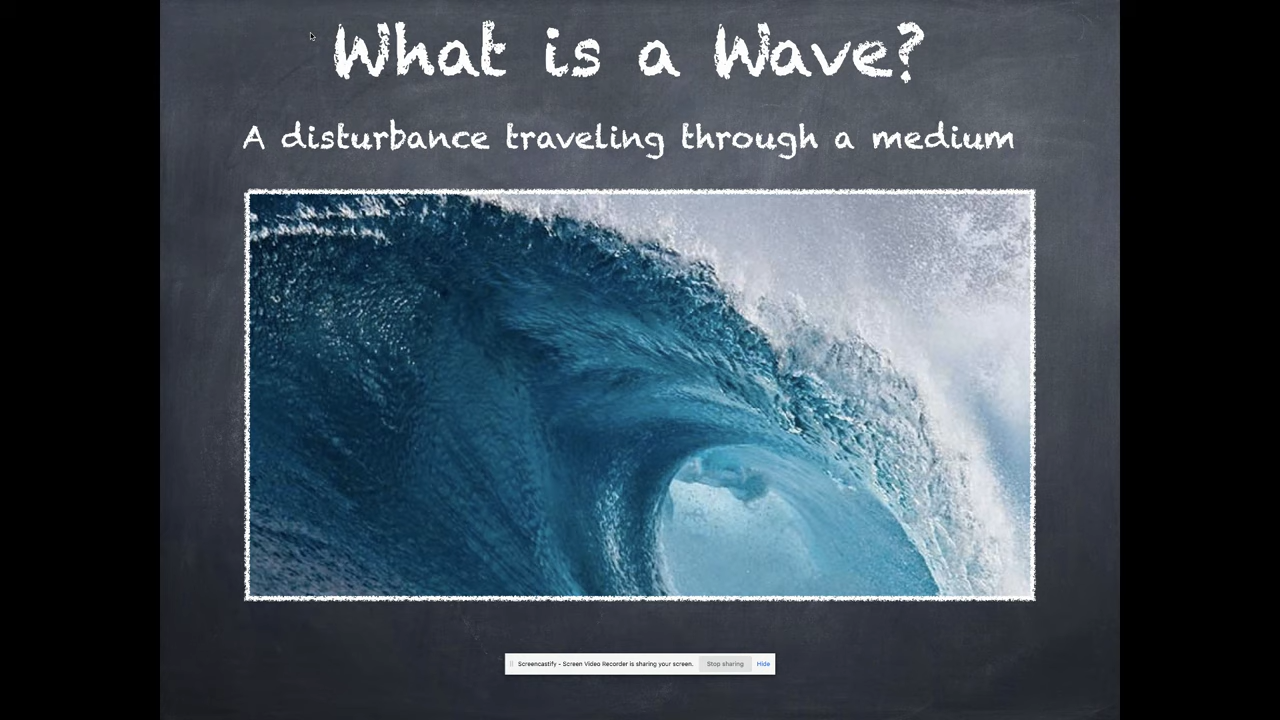 What is a Wave?
A disturbance traveling through a medium
Screencastify - Screen Video Recorder is sharing your screen. Stop sharing Hide